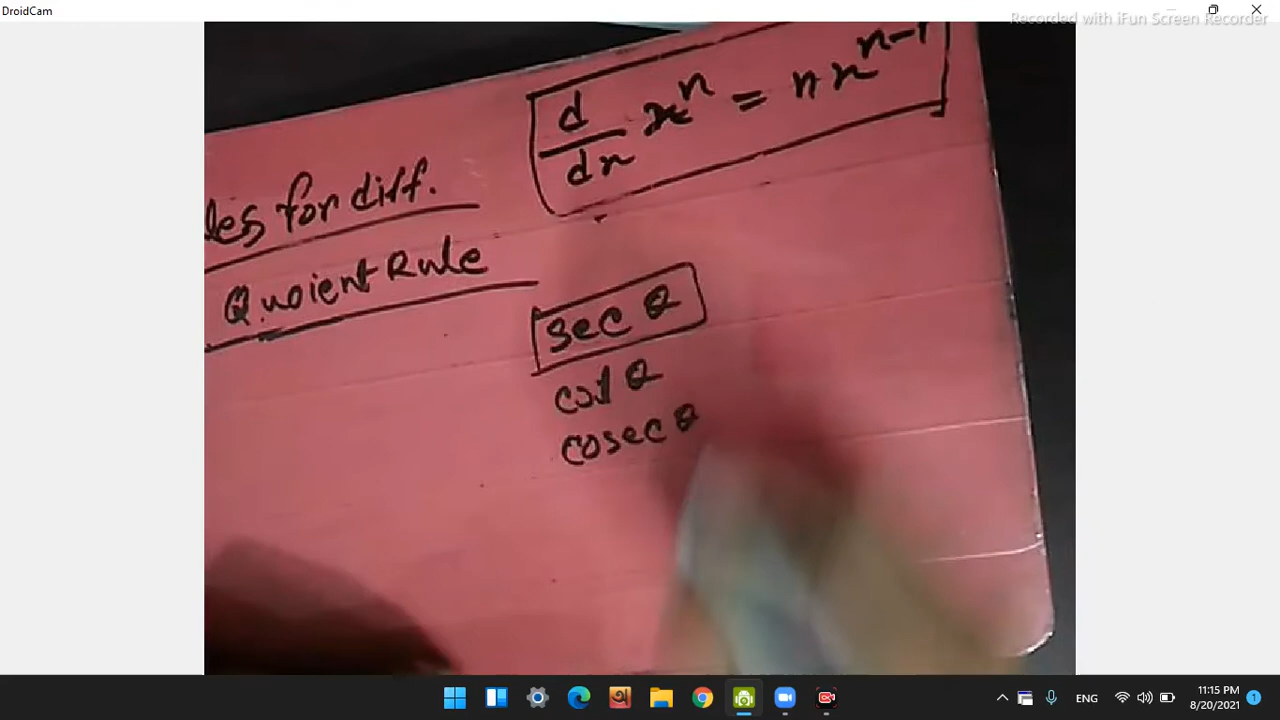 DroidCam
Recorded with iFun Screen Recorder
d/dx x^n = n x^{n-1}
les for diff.
Quoient Rule
sec θ
cot θ
cosec θ
ENG
11:15 PM
8/20/2021
1